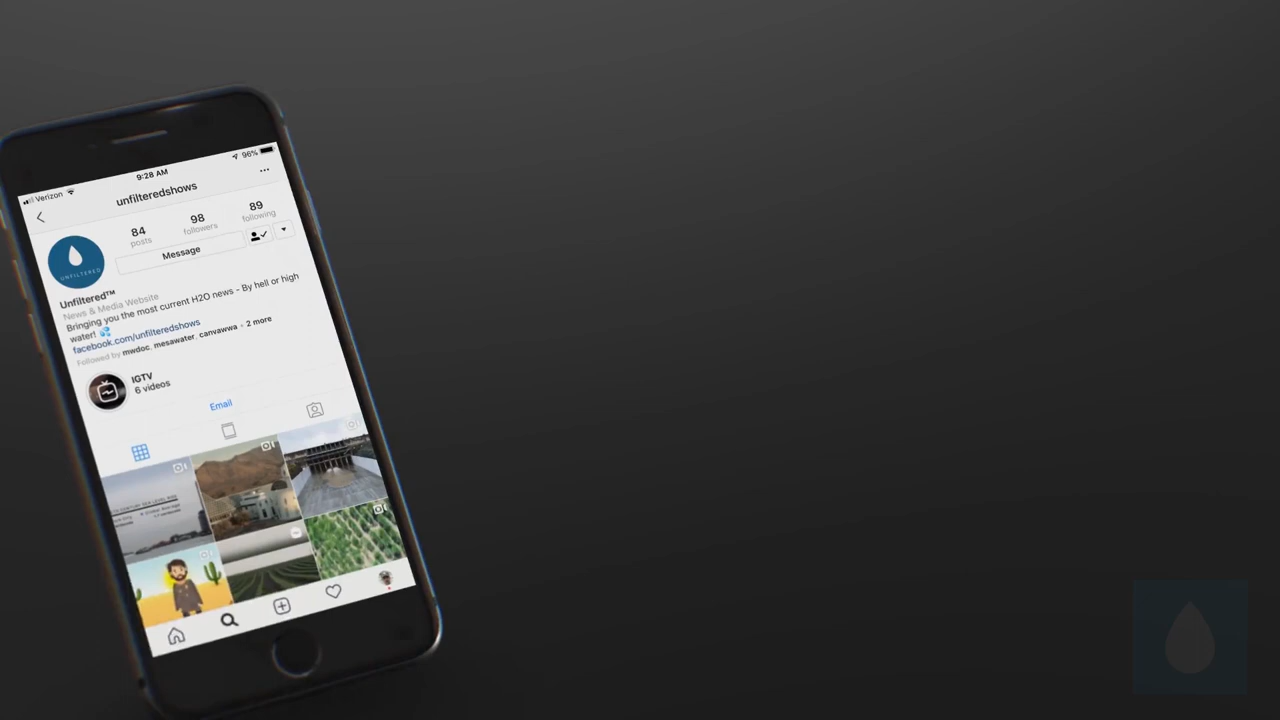 Verizon 9:28 AM 96%
unfilteredshows
84 98 89
posts followers following
Message
UNFILTERED
Unfiltered™
News & Media Website
Bringing you the most current H2O news - By hell or high
water! 💦
facebook.com/unfilteredshows
Followed by mwdoc, mesawater, canvawwa + 2 more
IGTV
6 videos
Email